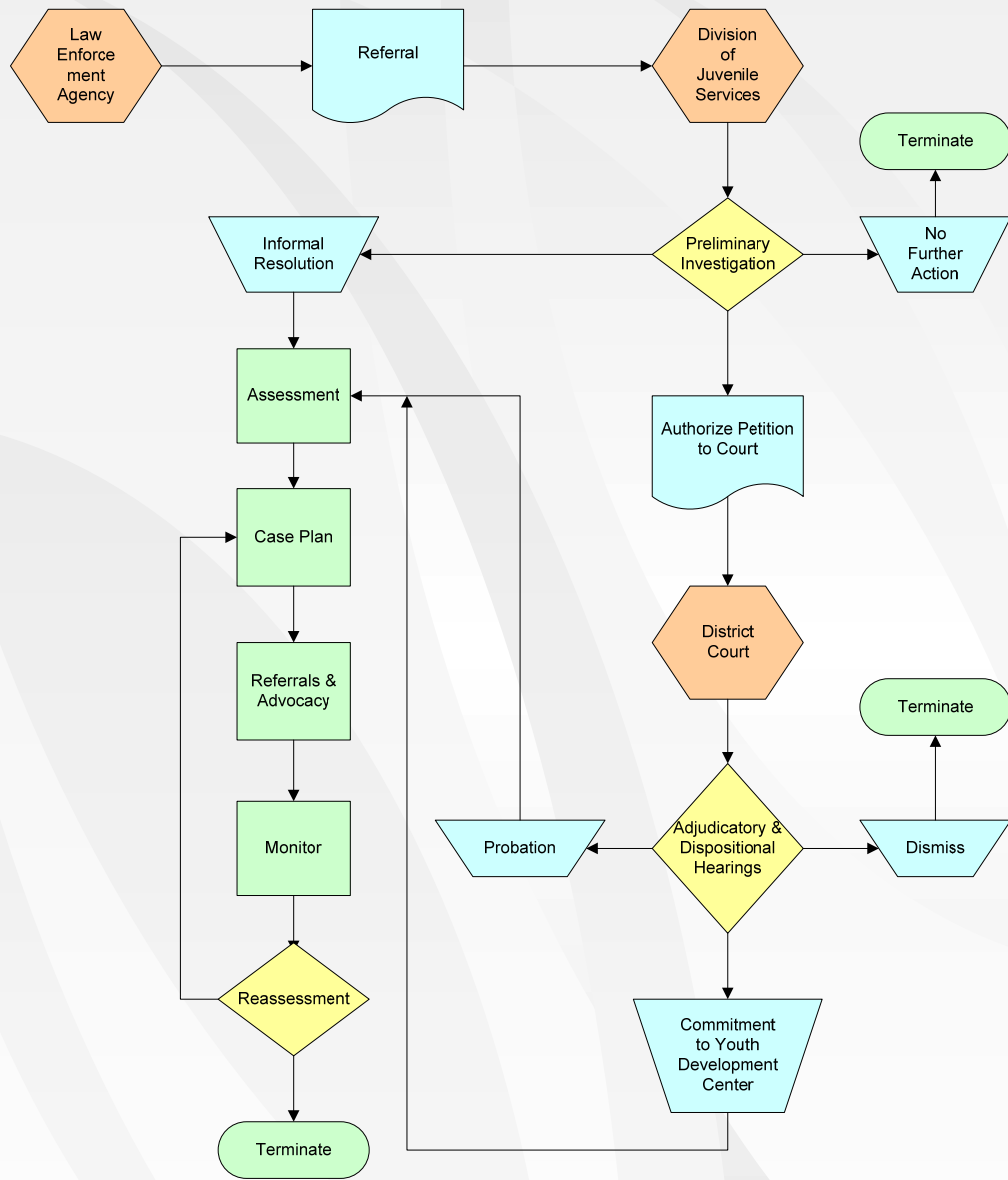 Law
Enforce
ment
Agency
Referral
Division
of
Juvenile
Services
Terminate
Informal
Resolution
Preliminary
Investigation
No
Further
Action
Assessment
Authorize Petition
to Court
Case Plan
District
Court
Referrals &
Advocacy
Terminate
Monitor
Probation
Adjudicatory &
Dispositional
Hearings
Dismiss
Reassessment
Commitment
to Youth
Development
Center
Terminate